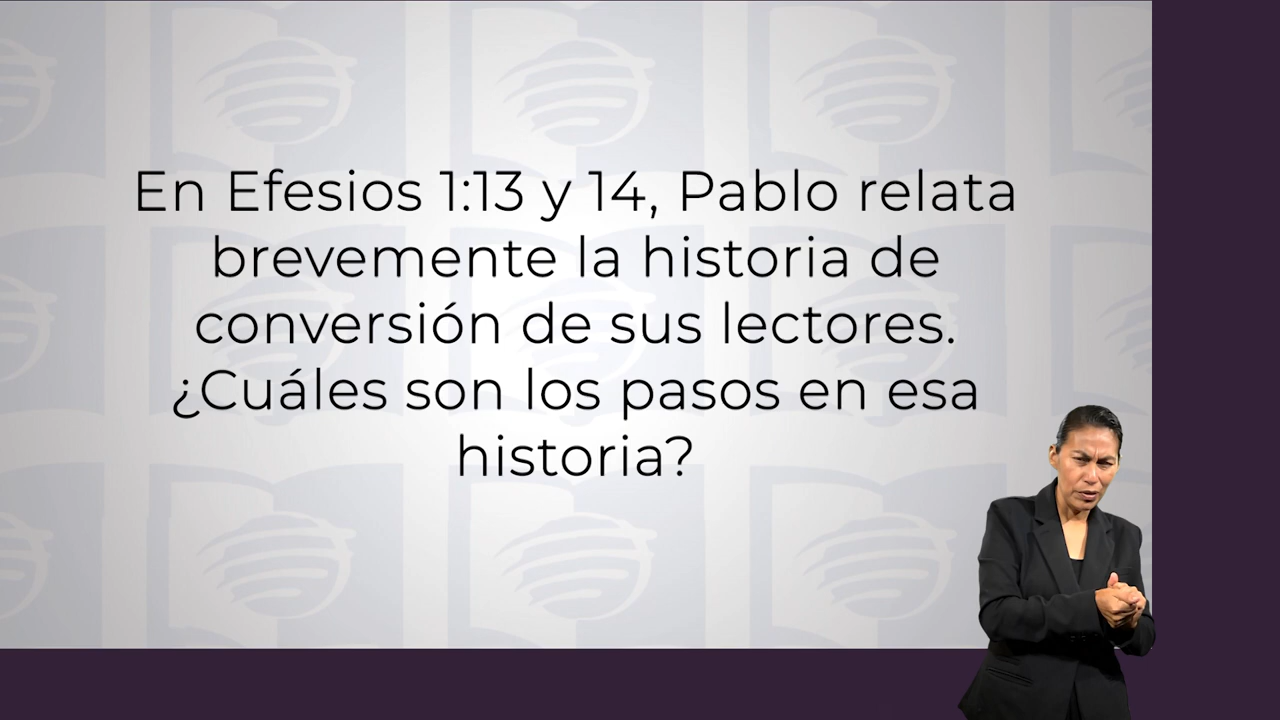 En Efesios 1:13 y 14, Pablo relata
brevemente la historia de
conversión de sus lectores.
¿Cuáles son los pasos en esa
historia?